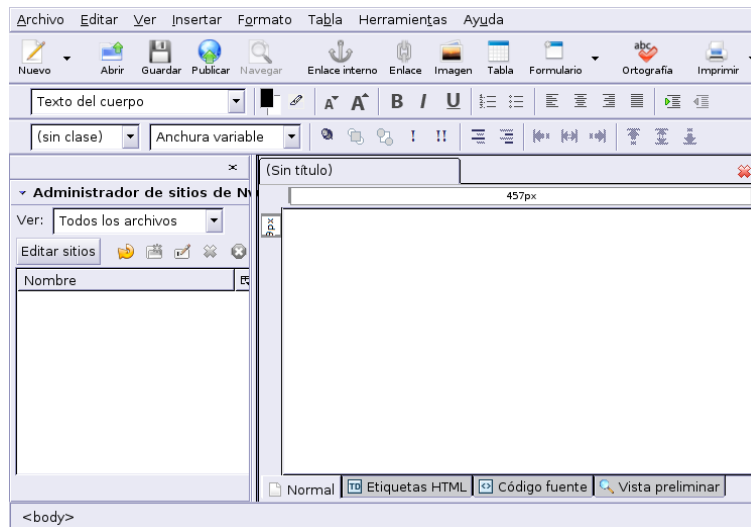 Archivo Editar Ver Insertar Formato Tabla Herramientas Ayuda
Nuevo Abrir Guardar Publicar Navegar Enlace interno Enlace Imagen Tabla Formulario Ortografía Imprimir
Texto del cuerpo
(sin clase) Anchura variable
(Sin título)
457px
Administrador de sitios de
Ver: Todos los archivos
Editar sitios
Nombre
Normal Etiquetas HTML Código fuente Vista preliminar
<body>